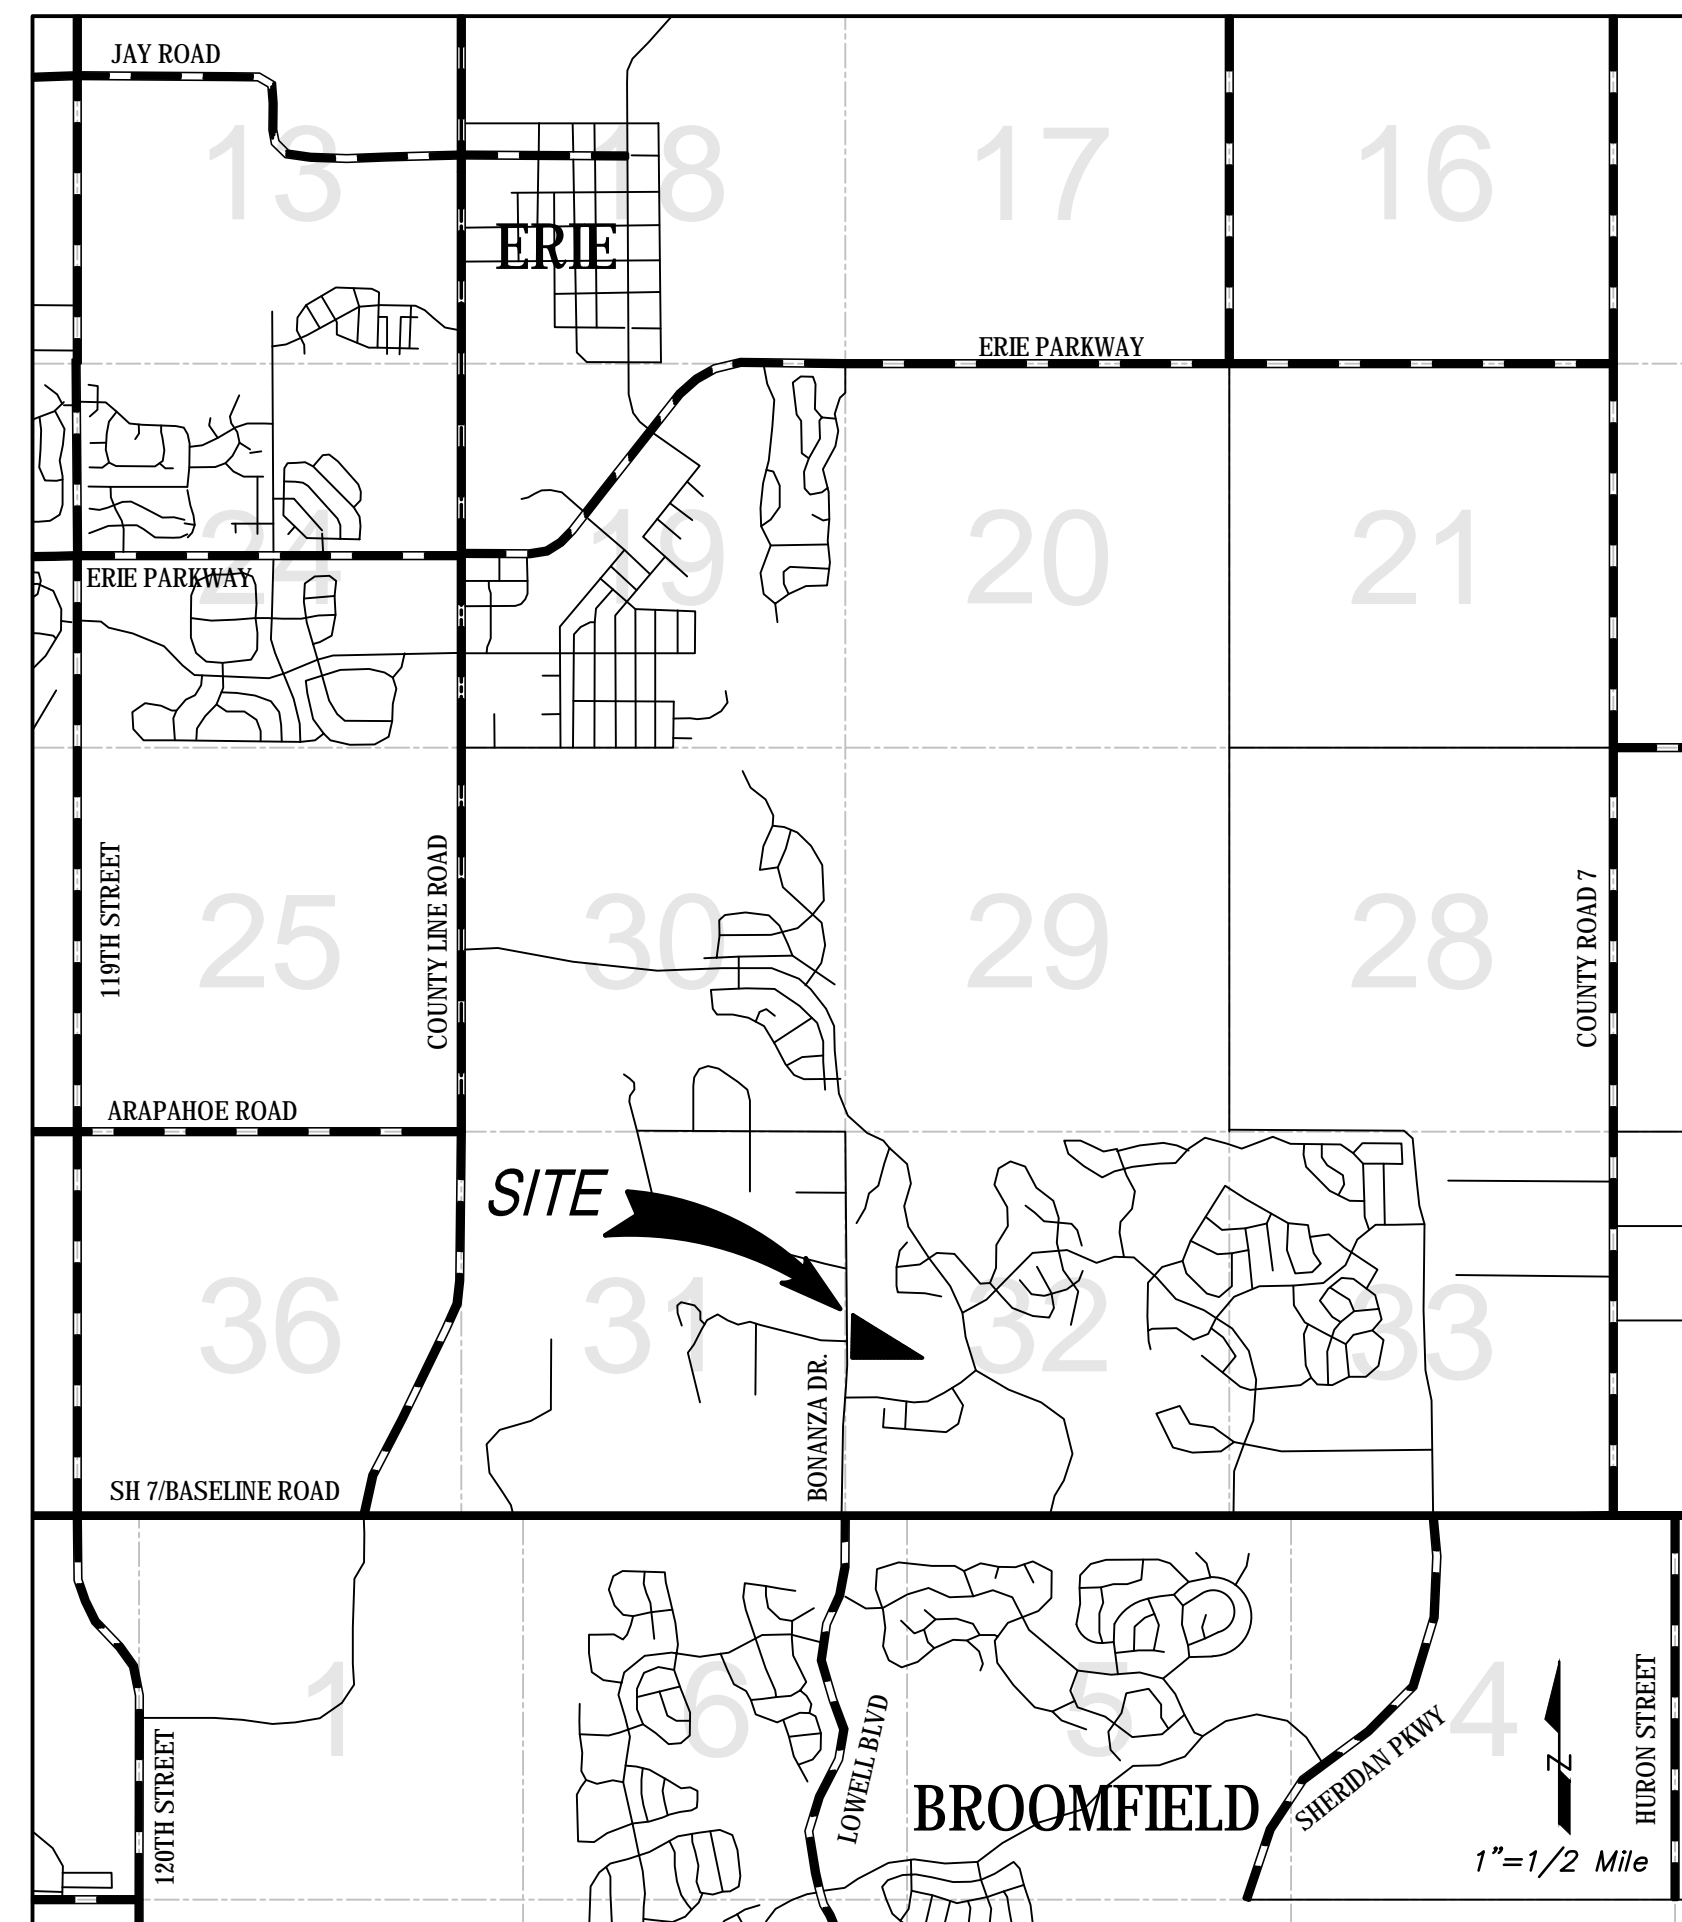 JAY ROAD
13
18
17
16
ERIE
ERIE PARKWAY
24
19
20
21
ERIE PARKWAY
119TH STREET
25
COUNTY LINE ROAD
30
29
28
COUNTY ROAD 7
ARAPAHOE ROAD
SITE
36
31
32
33
BONANZA DR.
SH 7/BASELINE ROAD
1
6
5
4
120TH STREET
LOWELL BLVD
BROOMFIELD
SHERIDAN PKWY
N
HURON STREET
1"=1/2 Mile